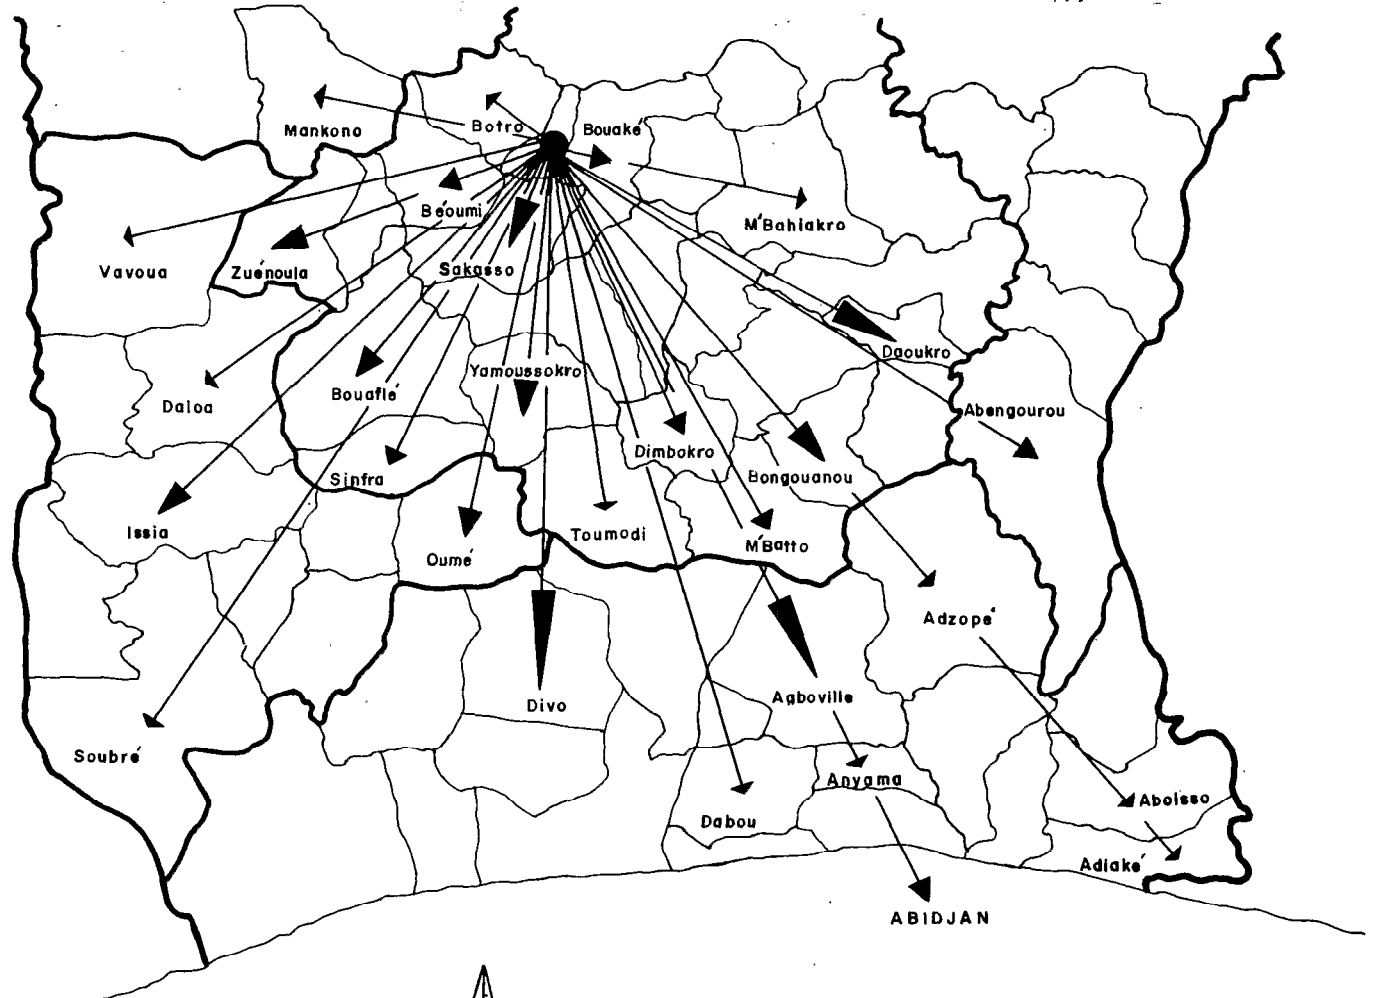 Mankono
Botro
Bouaké
Béoumi
M'Bahiakro
Vavoua
Zuénoula
Sakasso
Daoukro
Yamoussokro
Bouaflé
Daloa
Abengourou
Dimbokro
Sinfra
Bongouanou
Issia
Oumé
Toumodi
M'Batto
Adzopé
Agboville
Divo
Soubré
Anyama
Aboisso
Dabou
Adiaké
ABIDJAN